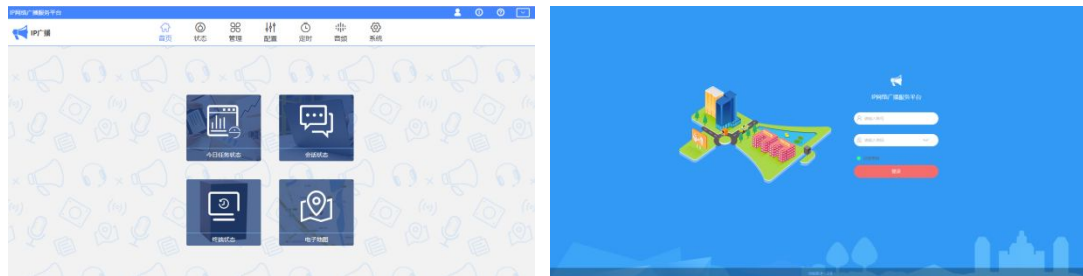 IP网络广播服务平台
IP广播
首页 状态 管理 配置 定时 音频 系统
今日任务状态
会话状态
终端状态
电子地图
IP网络广播服务平台
登录